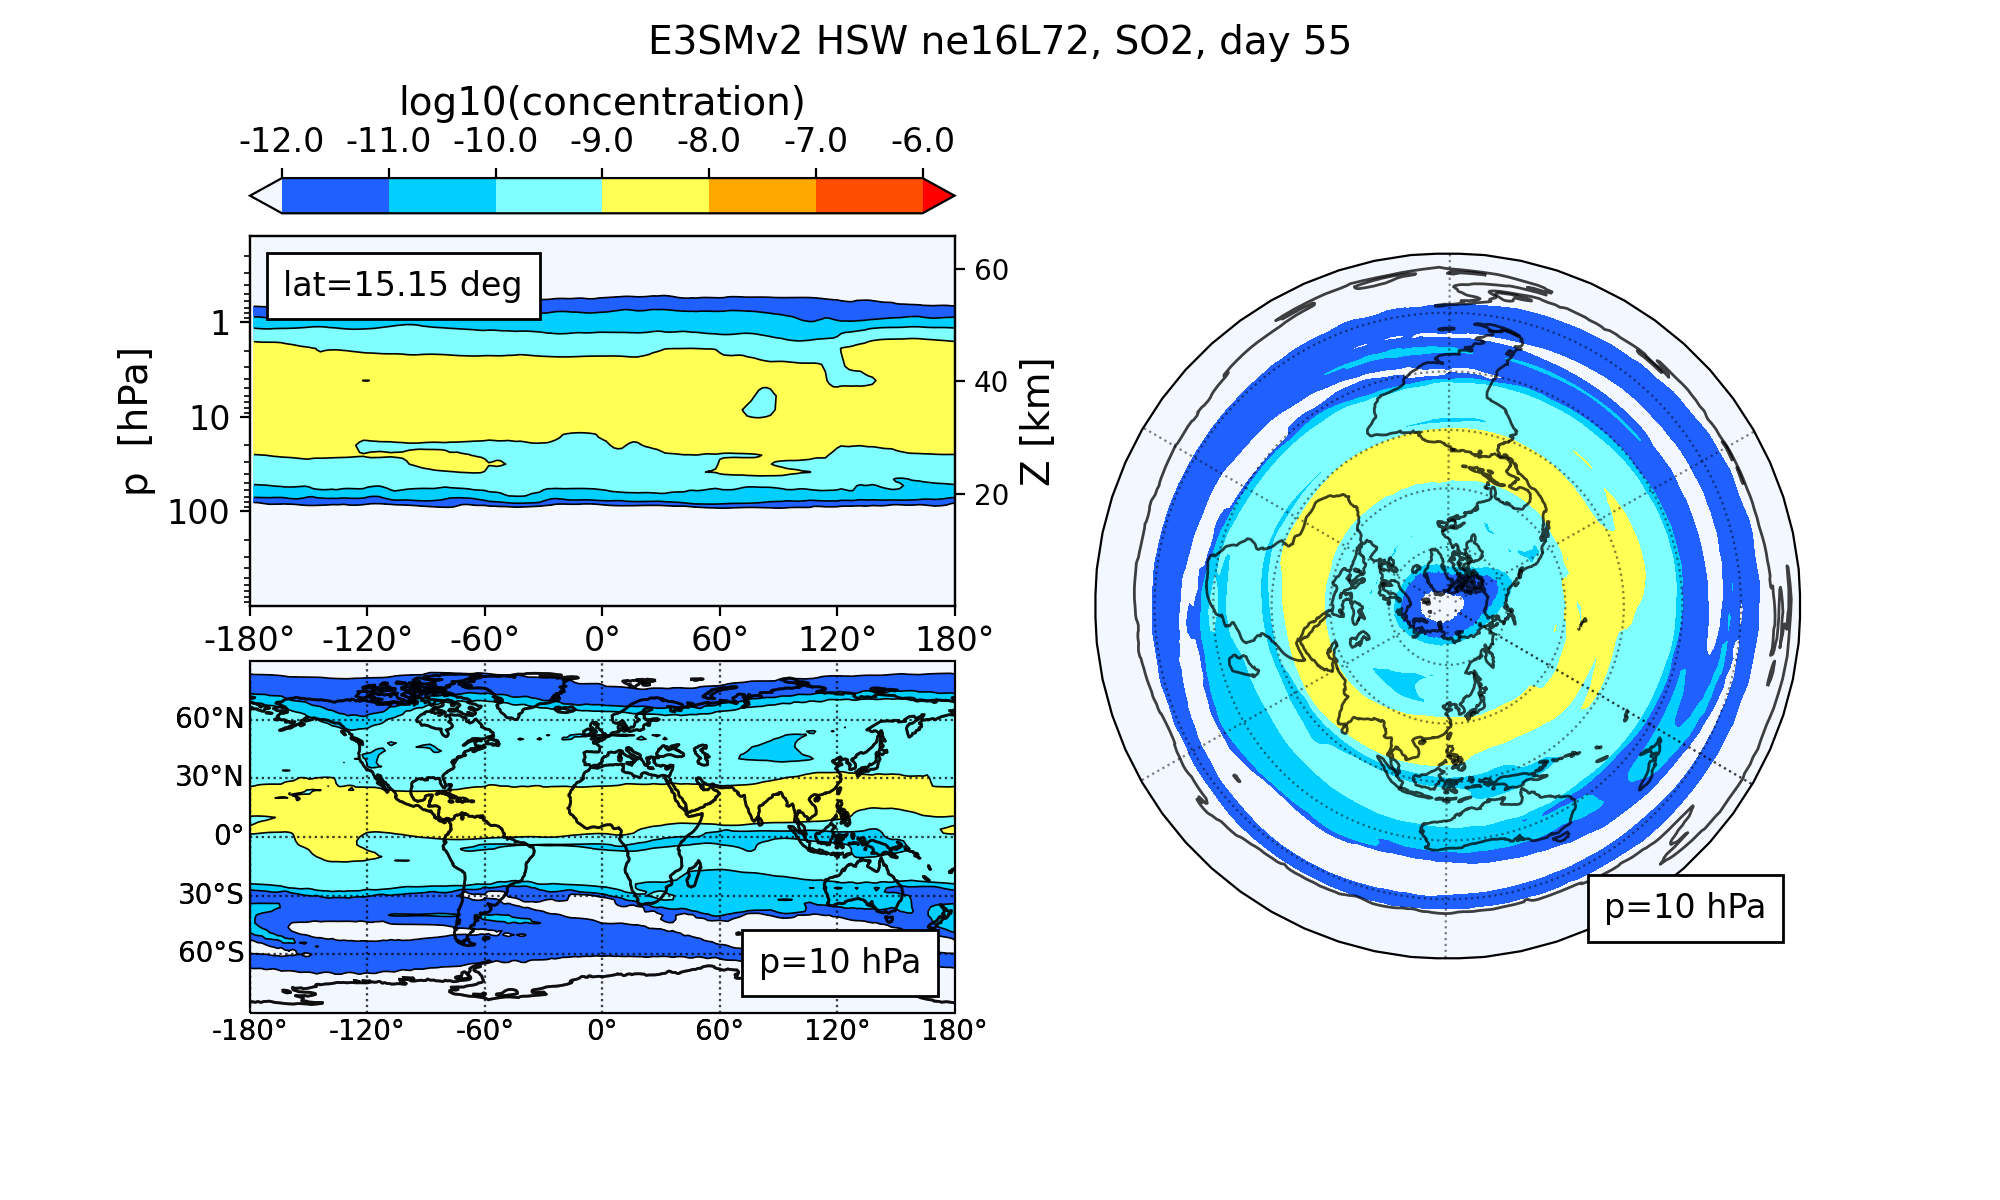 E3SMv2 HSW ne16L72, SO2, day 55
log10(concentration)
-12.0 -11.0 -10.0 -9.0 -8.0 -7.0 -6.0
lat=15.15 deg
p [hPa]
1
10
100
60
40
20
Z [km]
-180° -120° -60° 0° 60° 120° 180°
60°N
30°N
0°
30°S
60°S
p=10 hPa
-180° -120° -60° 0° 60° 120° 180°
p=10 hPa